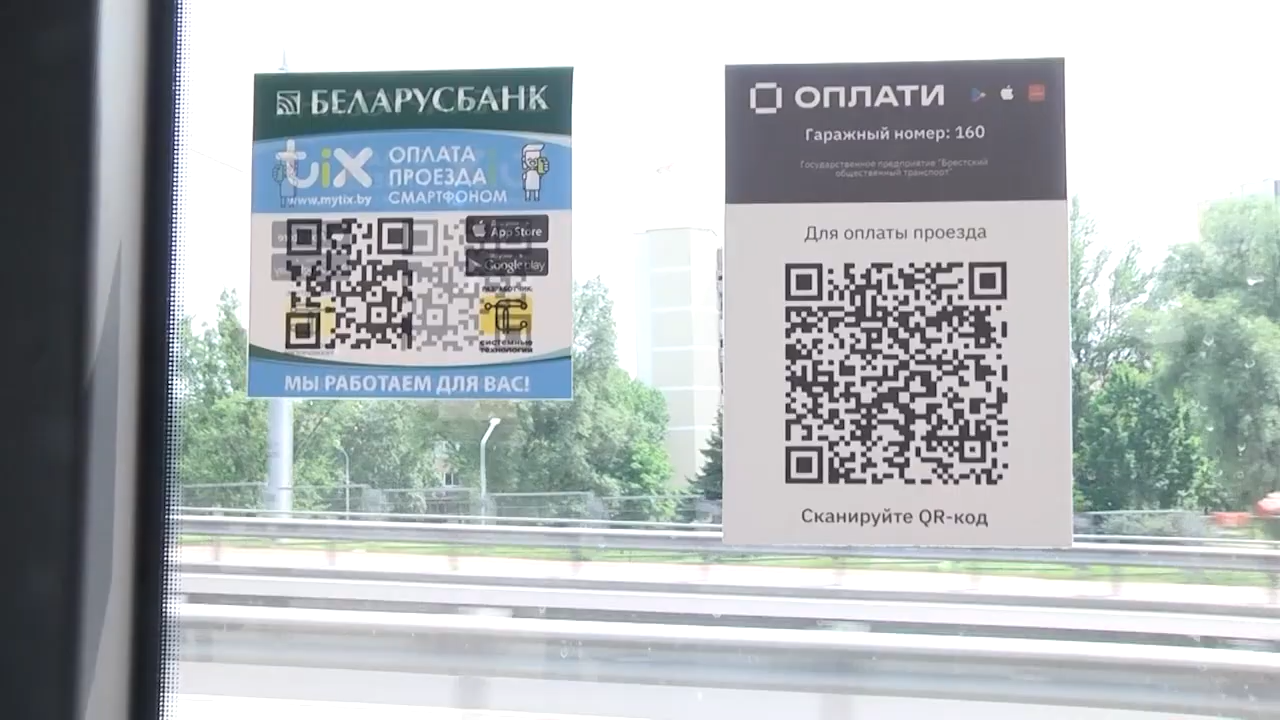 БЕЛАРУСБАНК
tix
www.mytix.by
ОПЛАТА
ПРОЕЗДА
СМАРТФОНОМ
App Store
Google play
РАЗРАБОТЧИК:
СИСТЕМНЫЕ
ТЕХНОЛОГИИ
МЫ РАБОТАЕМ ДЛЯ ВАС!
ОПЛАТИ
Гаражный номер: 160
Государственное предприятие "Брестский
общественный транспорт"
Для оплаты проезда
Сканируйте QR-код